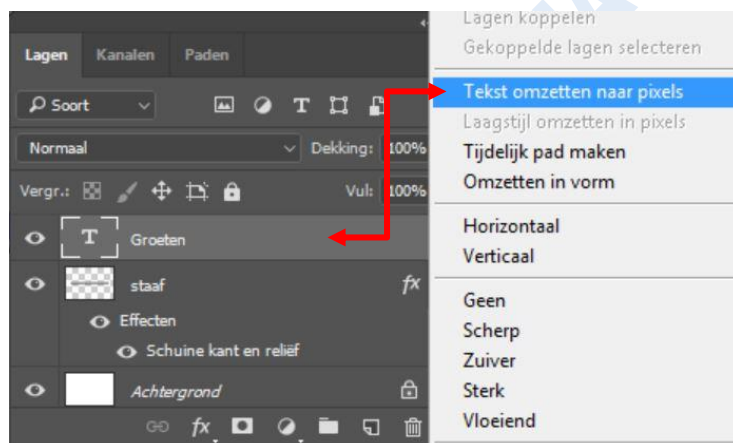 Lagen Kanalen Paden
Soort
Normaal Dekking: 100%
Vergr.: Vul: 100%
T Groeten
staaf fx
Effecten
Schuine kant en reliëf
Achtergrond
fx
Lagen koppelen
Gekoppelde lagen selecteren
Tekst omzetten naar pixels
Laagstijl omzetten in pixels
Tijdelijk pad maken
Omzetten in vorm
Horizontaal
Verticaal
Geen
Scherp
Zuiver
Sterk
Vloeiend